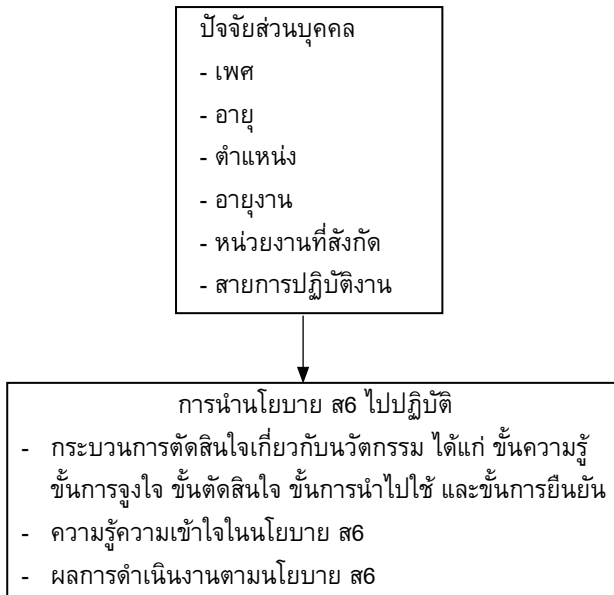 ปัจจัยส่วนบุคคล
- เพศ
- อายุ
- ตำแหน่ง
- อายุงาน
- หน่วยงานที่สังกัด
- สายการปฏิบัติงาน
การนำนโยบาย ส6 ไปปฏิบัติ
- กระบวนการตัดสินใจเกี่ยวกับนวัตกรรม ได้แก่ ขั้นความรู้
ขั้นการจูงใจ ขั้นตัดสินใจ ขั้นการนำไปใช้ และขั้นการยืนยัน
- ความรู้ความเข้าใจในนโยบาย ส6
- ผลการดำเนินงานตามนโยบาย ส6